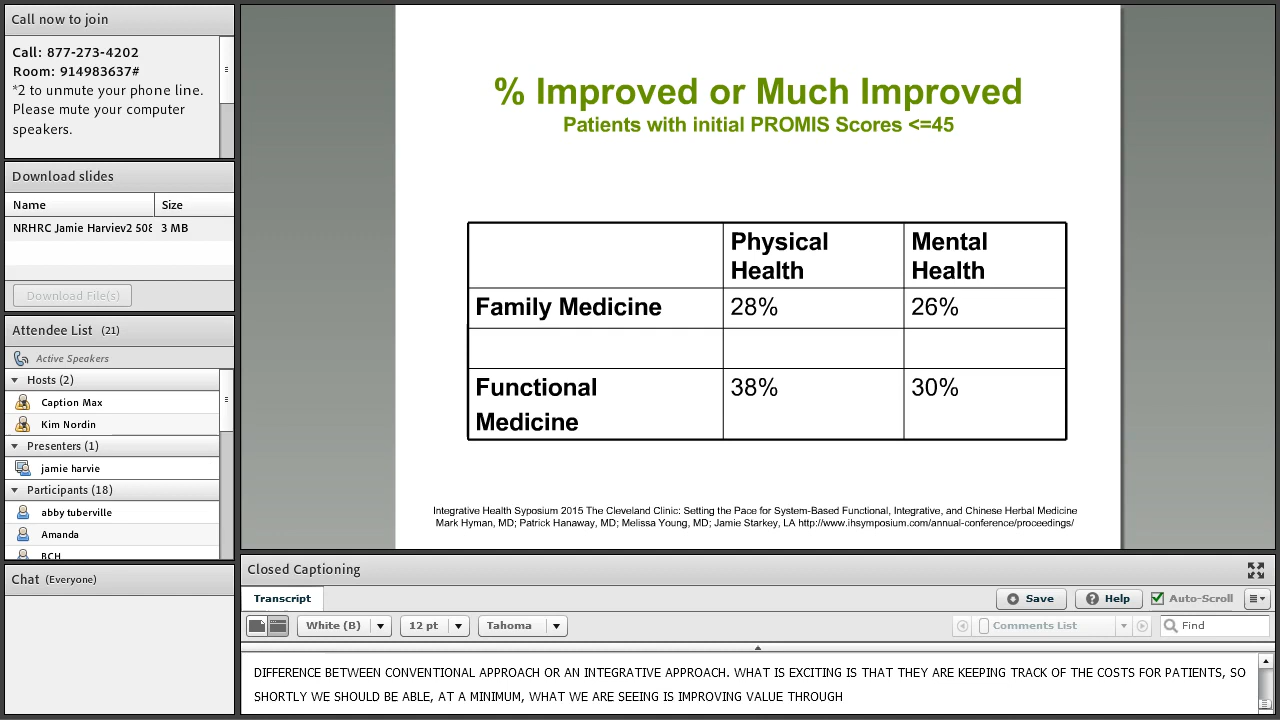 Call now to join
Call: 877-273-4202
Room: 914983637#
*2 to unmute your phone line.
Please mute your computer
speakers.
Download slides
Name Size
NRHRC Jamie Harviev2 508 3 MB
Download File(s)
Attendee List (21)
Active Speakers
Hosts (2)
Caption Max
Kim Nordin
Presenters (1)
jamie harvie
Participants (18)
abby tuberville
Amanda
BCH
Chat (Everyone)
% Improved or Much Improved
Patients with initial PROMIS Scores <=45
Physical Health
Mental Health
Family Medicine 28% 26%
Functional Medicine 38% 30%
Integrative Health Syposium 2015 The Cleveland Clinic: Setting the Pace for System-Based Functional, Integrative, and Chinese Herbal Medicine
Mark Hyman, MD; Patrick Hanaway, MD; Melissa Young, MD; Jamie Starkey, LA http://www.ihsymposium.com/annual-conference/proceedings/
Closed Captioning
Transcript Save Help Auto-Scroll
White (B) 12 pt Tahoma Comments List Find
DIFFERENCE BETWEEN CONVENTIONAL APPROACH OR AN INTEGRATIVE APPROACH. WHAT IS EXCITING IS THAT THEY ARE KEEPING TRACK OF THE COSTS FOR PATIENTS, SO
SHORTLY WE SHOULD BE ABLE, AT A MINIMUM, WHAT WE ARE SEEING IS IMPROVING VALUE THROUGH